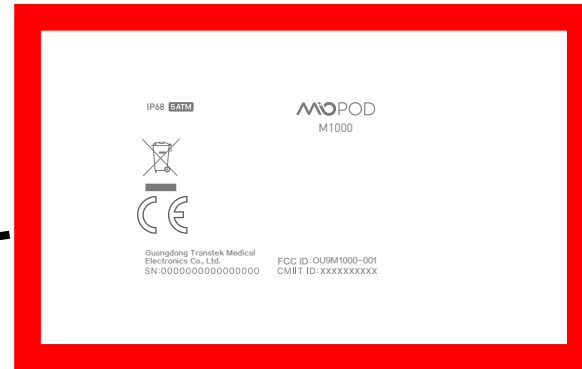 IP68 5ATM
MIOPOD
M1000
CE
Guangdong Transtek Medical
Electronics Co., Ltd.
SN:0000000000000000
FCC ID:OU9M1000-001
CMIIT ID:XXXXXXXXXX